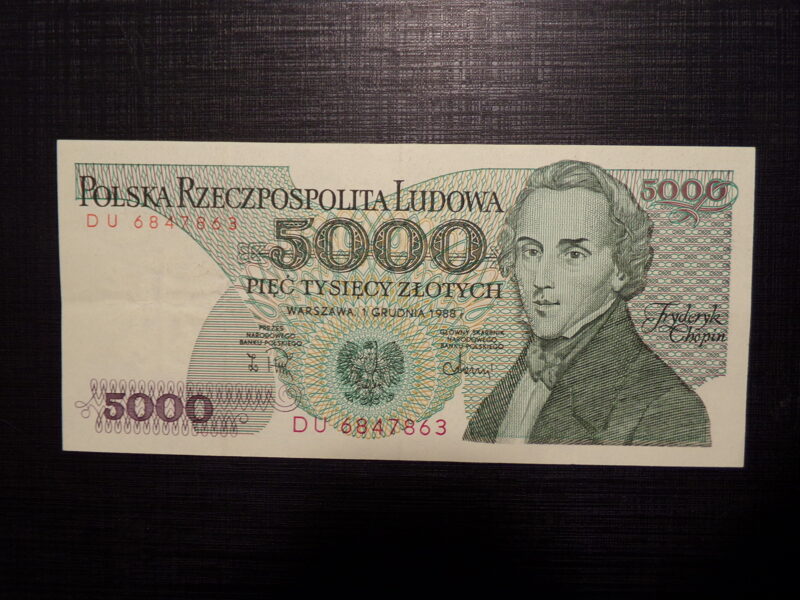 POLSKA RZECZPOSPOLITA LUDOWA
5000
DU 6847863
5000
PIĘĆ TYSIĘCY ZŁOTYCH
WARSZAWA, 1 GRUDNIA 1988 r.
PREZES
NARODOWEGO
BANKU POLSKIEGO
GŁÓWNY SKARBNIK
NARODOWEGO
BANKU POLSKIEGO
Fryderyk
Chopin
5000
DU 6847863